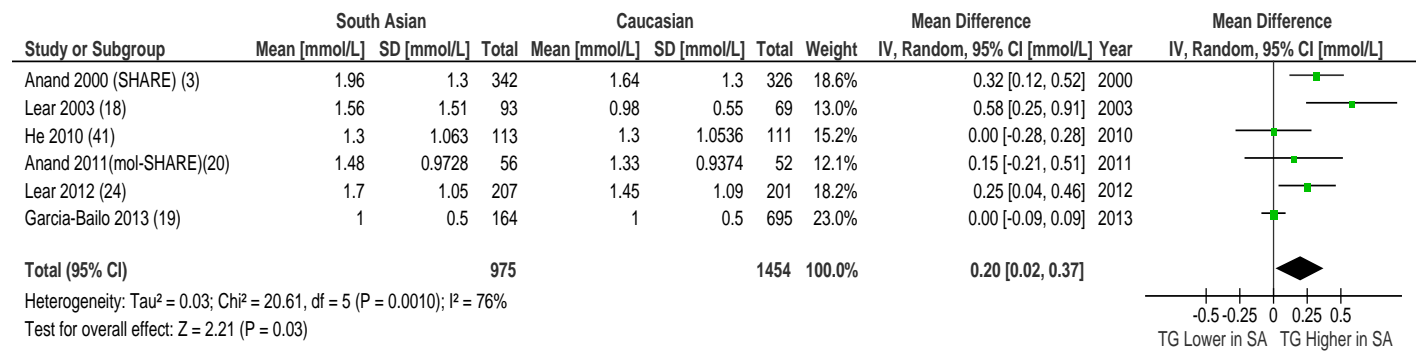 South Asian Caucasian Mean Difference Mean Difference
Study or Subgroup Mean [mmol/L] SD [mmol/L] Total Mean [mmol/L] SD [mmol/L] Total Weight IV, Random, 95% CI [mmol/L] Year IV, Random, 95% CI [mmol/L]
Anand 2000 (SHARE) (3) 1.96 1.3 342 1.64 1.3 326 18.6% 0.32 [0.12, 0.52] 2000
Lear 2003 (18) 1.56 1.51 93 0.98 0.55 69 13.0% 0.58 [0.25, 0.91] 2003
He 2010 (41) 1.3 1.063 113 1.3 1.0536 111 15.2% 0.00 [-0.28, 0.28] 2010
Anand 2011(mol-SHARE)(20) 1.48 0.9728 56 1.33 0.9374 52 12.1% 0.15 [-0.21, 0.51] 2011
Lear 2012 (24) 1.7 1.05 207 1.45 1.09 201 18.2% 0.25 [0.04, 0.46] 2012
Garcia-Bailo 2013 (19) 1 0.5 164 1 0.5 695 23.0% 0.00 [-0.09, 0.09] 2013
Total (95% CI) 975 1454 100.0% 0.20 [0.02, 0.37]
Heterogeneity: Tau² = 0.03; Chi² = 20.61, df = 5 (P = 0.0010); I² = 76%
Test for overall effect: Z = 2.21 (P = 0.03)
-0.5 -0.25 0 0.25 0.5
TG Lower in SA TG Higher in SA